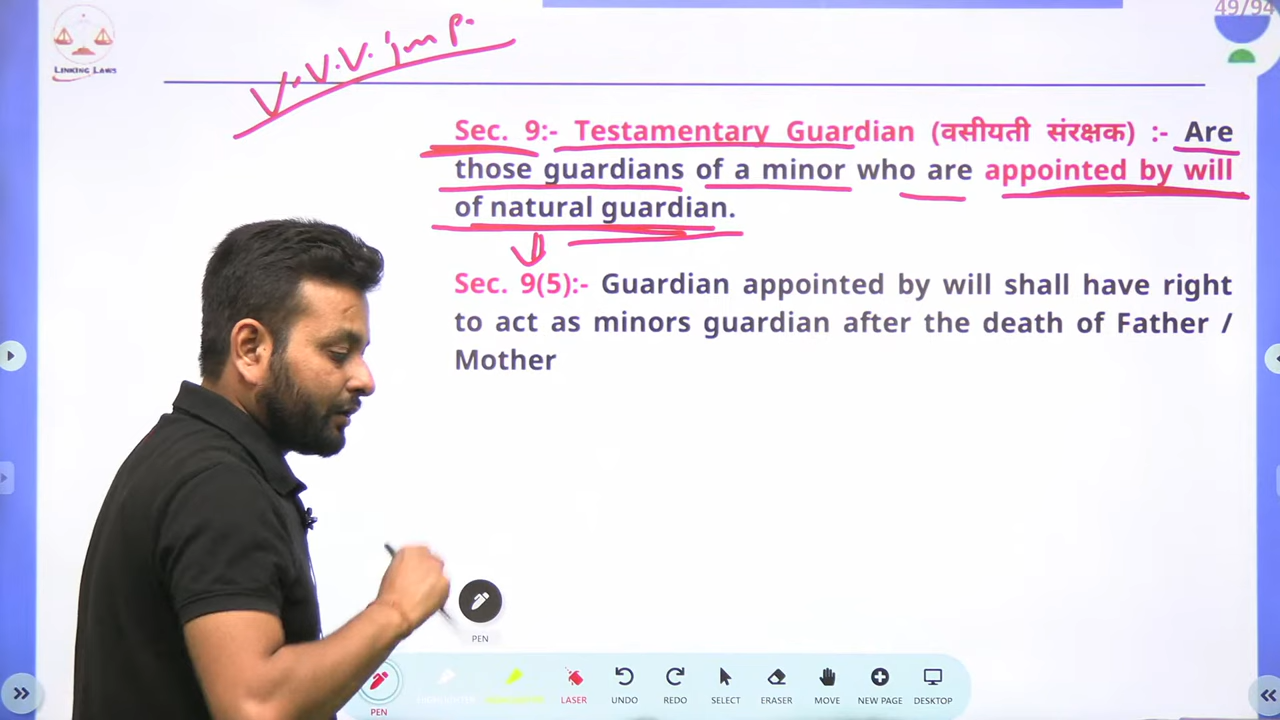 49/94
LINKING LAWS
V.V.V. imp.
Sec. 9:- Testamentary Guardian (वसीयती संरक्षक) :- Are
those guardians of a minor who are appointed by will
of natural guardian.
Sec. 9(5):- Guardian appointed by will shall have right
to act as minors guardian after the death of Father /
Mother
PEN
PEN
LASER
UNDO
REDO
SELECT
ERASER
MOVE
NEW PAGE
DESKTOP